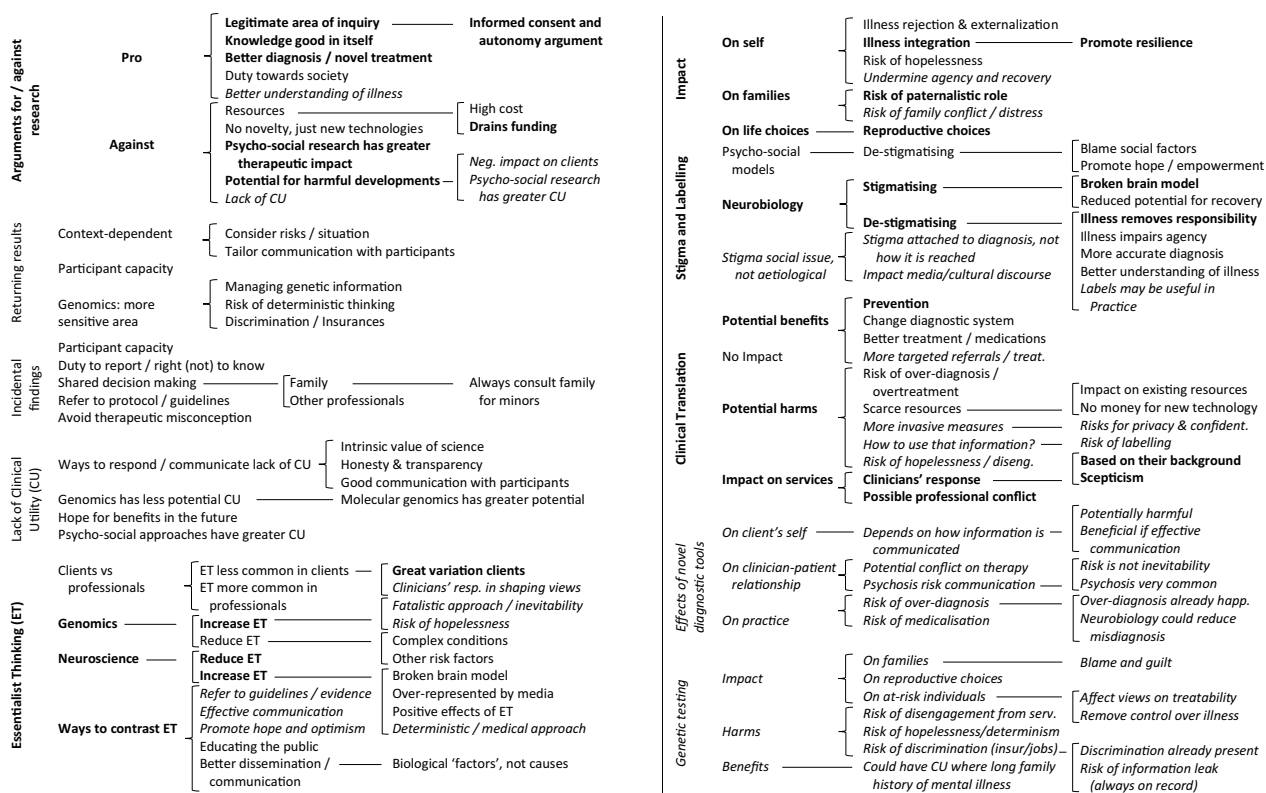 Arguments for / against
research
Pro
Legitimate area of inquiry
Informed consent and
autonomy argument
Knowledge good in itself
Better diagnosis / novel treatment
Duty towards society
Better understanding of illness
Against
Resources
High cost
Drains funding
No novelty, just new technologies
Psycho-social research has greater
therapeutic impact
Potential for harmful developments
Neg. impact on clients
Psycho-social research
has greater CU
Lack of CU
Returning results
Context-dependent
Consider risks / situation
Tailor communication with participants
Participant capacity
Genomics: more
sensitive area
Managing genetic information
Risk of deterministic thinking
Discrimination / Insurances
Incidental
findings
Participant capacity
Duty to report / right (not) to know
Shared decision making
Family
Other professionals
Always consult family
for minors
Refer to protocol / guidelines
Avoid therapeutic misconception
Lack of Clinical
Utility (CU)
Ways to respond / communicate lack of CU
Intrinsic value of science
Honesty & transparency
Good communication with participants
Genomics has less potential CU
Molecular genomics has greater potential
Hope for benefits in the future
Psycho-social approaches have greater CU
Essentialist Thinking (ET)
Clients vs
professionals
ET less common in clients
Great variation clients
ET more common in
professionals
Clinicians' resp. in shaping views
Genomics
Increase ET
Fatalistic approach / inevitability
Risk of hopelessness
Reduce ET
Complex conditions
Other risk factors
Neuroscience
Reduce ET
Increase ET
Broken brain model
Over-represented by media
Positive effects of ET
Deterministic / medical approach
Ways to contrast ET
Refer to guidelines / evidence
Effective communication
Promote hope and optimism
Educating the public
Better dissemination /
communication
Biological ‘factors’, not causes
Impact
On self
Illness rejection & externalization
Illness integration
Promote resilience
Risk of hopelessness
Undermine agency and recovery
On families
Risk of paternalistic role
Risk of family conflict / distress
On life choices
Reproductive choices
Stigma and Labelling
Psycho-social
models
De-stigmatising
Blame social factors
Promote hope / empowerment
Neurobiology
Stigmatising
Broken brain model
Reduced potential for recovery
De-stigmatising
Illness removes responsibility
Illness impairs agency
More accurate diagnosis
Better understanding of illness
Labels may be useful in
Practice
Stigma social issue,
not aetiological
Stigma attached to diagnosis, not
how it is reached
Impact media/cultural discourse
Clinical Translation
Potential benefits
Prevention
Change diagnostic system
Better treatment / medications
More targeted referrals / treat.
No Impact
Potential harms
Risk of over-diagnosis /
overtreatment
Scarce resources
Impact on existing resources
No money for new technology
More invasive measures
Risks for privacy & confident.
How to use that information?
Risk of labelling
Risk of hopelessness / diseng.
Impact on services
Clinicians' response
Based on their background
Scepticism
Possible professional conflict
Effects of novel
diagnostic tools
On client's self
Depends on how information is
communicated
Potentially harmful
Beneficial if effective
communication
On clinician-patient
relationship
Potential conflict on therapy
Psychosis risk communication
Risk is not inevitability
Psychosis very common
On practice
Risk of over-diagnosis
Risk of medicalisation
Over-diagnosis already happ.
Neurobiology could reduce
misdiagnosis
Genetic testing
Impact
On families
Blame and guilt
On reproductive choices
On at-risk individuals
Affect views on treatability
Remove control over illness
Harms
Risk of disengagement from serv.
Risk of hopelessness/determinism
Risk of discrimination (insur/jobs)
Discrimination already present
Risk of information leak
(always on record)
Benefits
Could have CU where long family
history of mental illness